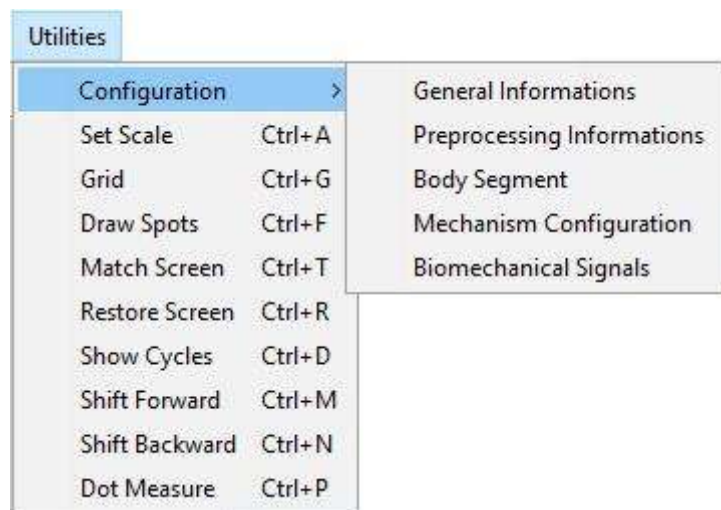 Utilities
Configuration > General Informations
Set Scale Ctrl+A Preprocessing Informations
Grid Ctrl+G Body Segment
Draw Spots Ctrl+F Mechanism Configuration
Match Screen Ctrl+T Biomechanical Signals
Restore Screen Ctrl+R
Show Cycles Ctrl+D
Shift Forward Ctrl+M
Shift Backward Ctrl+N
Dot Measure Ctrl+P